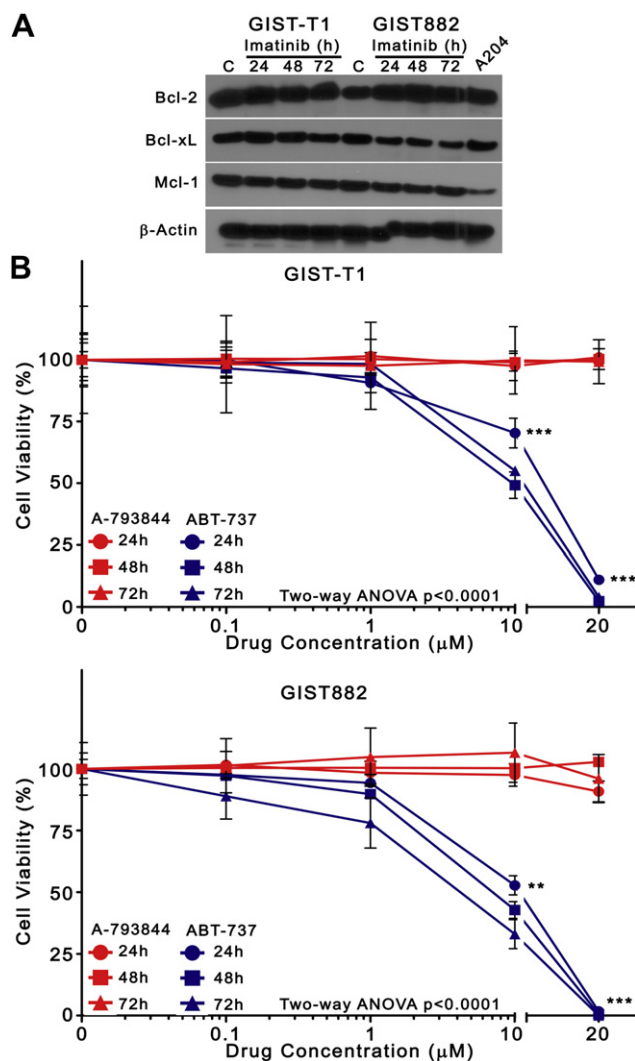 A
GIST-T1 GIST882
Imatinib (h) Imatinib (h)
C 24 48 72 C 24 48 72 A204
Bcl-2
Bcl-xL
Mcl-1
β-Actin
B
GIST-T1
100
75
50
25
0
Cell Viability (%)
***
***
A-793844 ABT-737
24h 24h
48h 48h
72h 72h
Two-way ANOVA p<0.0001
0 0.1 1 10 20
Drug Concentration (μM)
GIST882
100
75
50
25
0
Cell Viability (%)
**
***
A-793844 ABT-737
24h 24h
48h 48h
72h 72h
Two-way ANOVA p<0.0001
0 0.1 1 10 20
Drug Concentration (μM)